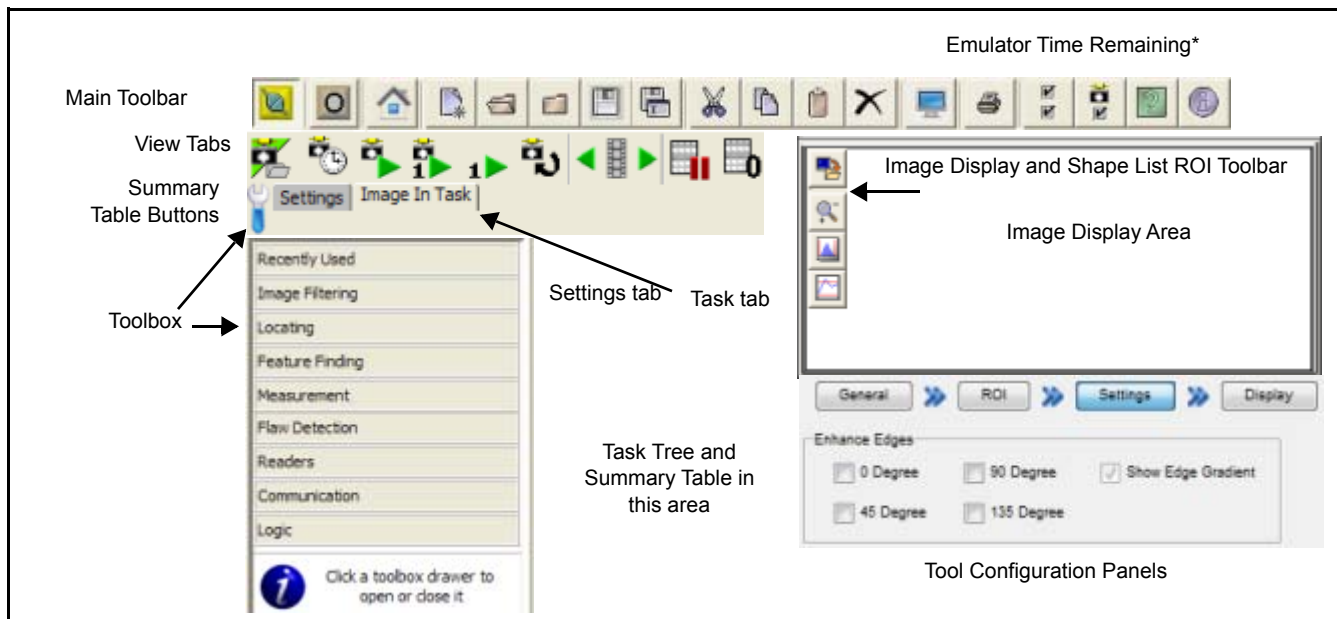 Emulator Time Remaining*
Main Toolbar
View Tabs
Summary
Table Buttons
1
1
0
Settings
Image In Task
Image Display and Shape List ROI Toolbar
Image Display Area
Toolbox
Recently Used
Image Filtering
Locating
Feature Finding
Measurement
Flaw Detection
Readers
Communication
Logic
Click a toolbox drawer to
open or close it
Settings tab
Task tab
Task Tree and
Summary Table in
this area
General
ROI
Settings
Display
Enhance Edges
0 Degree
90 Degree
Show Edge Gradient
45 Degree
135 Degree
Tool Configuration Panels